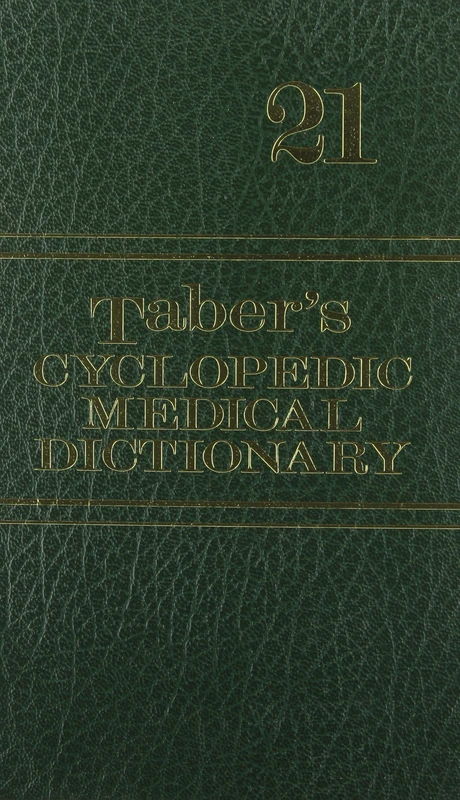 21
Taber's
CYCLOPEDIC
MEDICAL
DICTIONARY